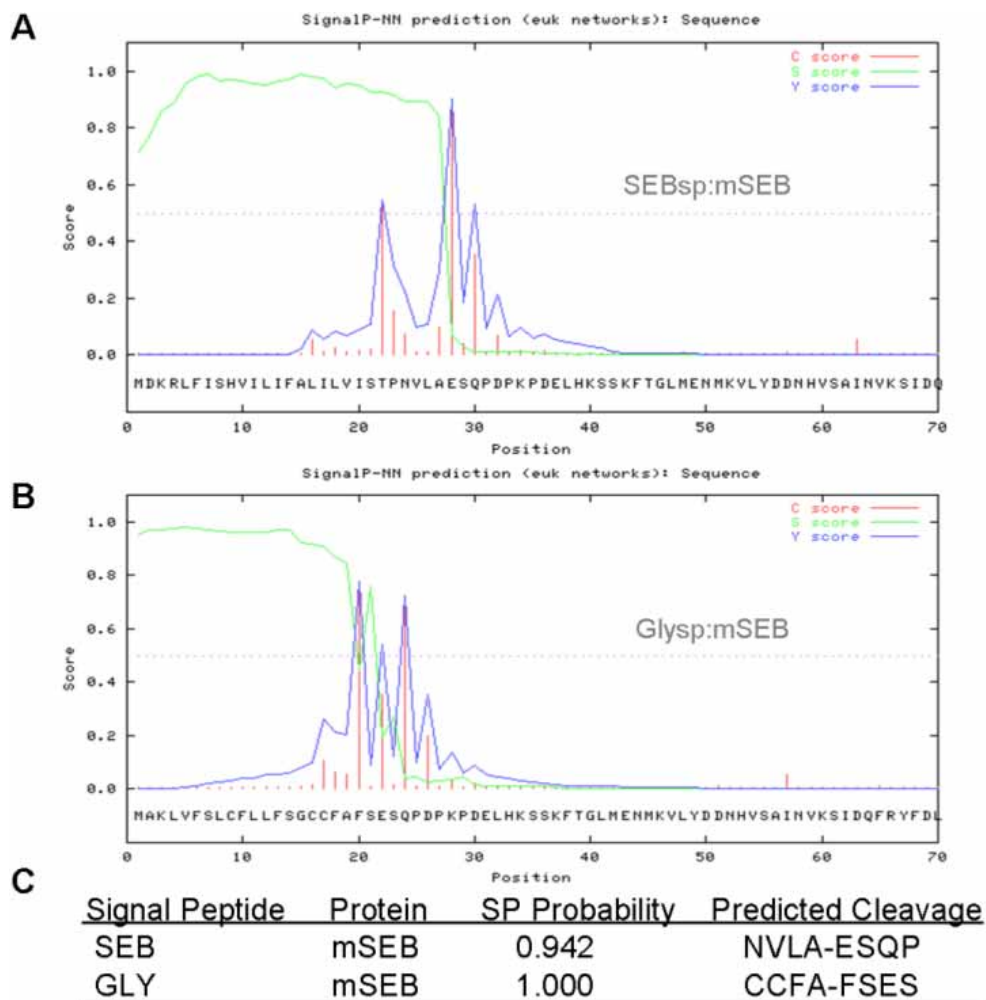 A
SignalP-NN prediction (euk networks): Sequence
C score
S score
Y score
1.0
0.8
0.6
0.4
0.2
0.0
Score
SEBsp:mSEB
MDKRLFISHVILIFALILVISTPNVLAESQPDPKPDELHKSSKFTGLMENMKVLYDDNHVSAINVKSIDQ
0 10 20 30 40 50 60 70
Position
B
SignalP-NN prediction (euk networks): Sequence
C score
S score
Y score
1.0
0.8
0.6
0.4
0.2
0.0
Score
Glysp:mSEB
MAKLVFSLCFLLFSGCCFAFSESQPDPKPDELHKSSKFTGLMENMKVLYDDNHVSAINVKSIDQFRYFDL
0 10 20 30 40 50 60 70
Position
C
Signal Peptide Protein SP Probability Predicted Cleavage
SEB mSEB 0.942 NVLA-ESQP
GLY mSEB 1.000 CCFA-FSES